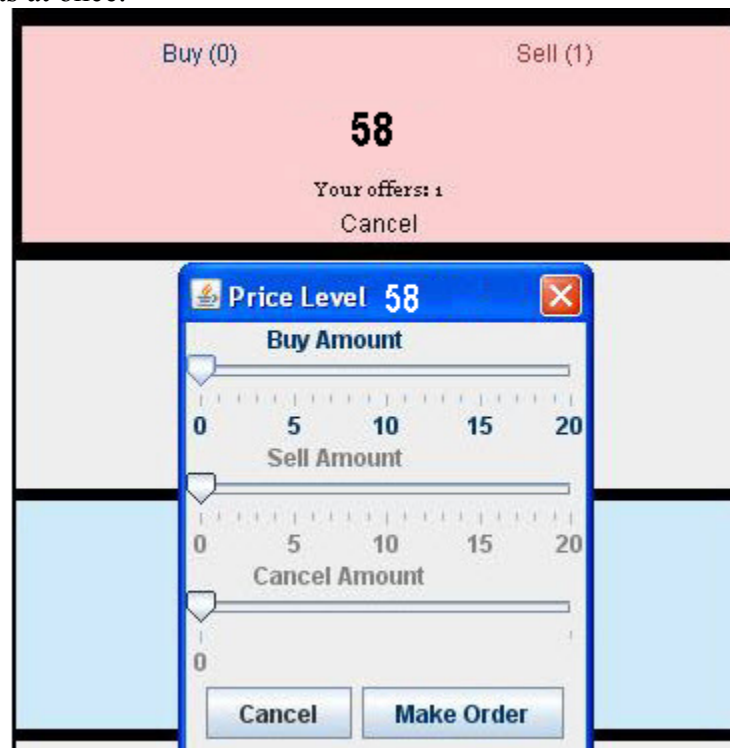 Buy (0) Sell (1)
58
Your offers: 1
Cancel
Price Level 58
Buy Amount
0 5 10 15 20
Sell Amount
0 5 10 15 20
Cancel Amount
0
Cancel Make Order